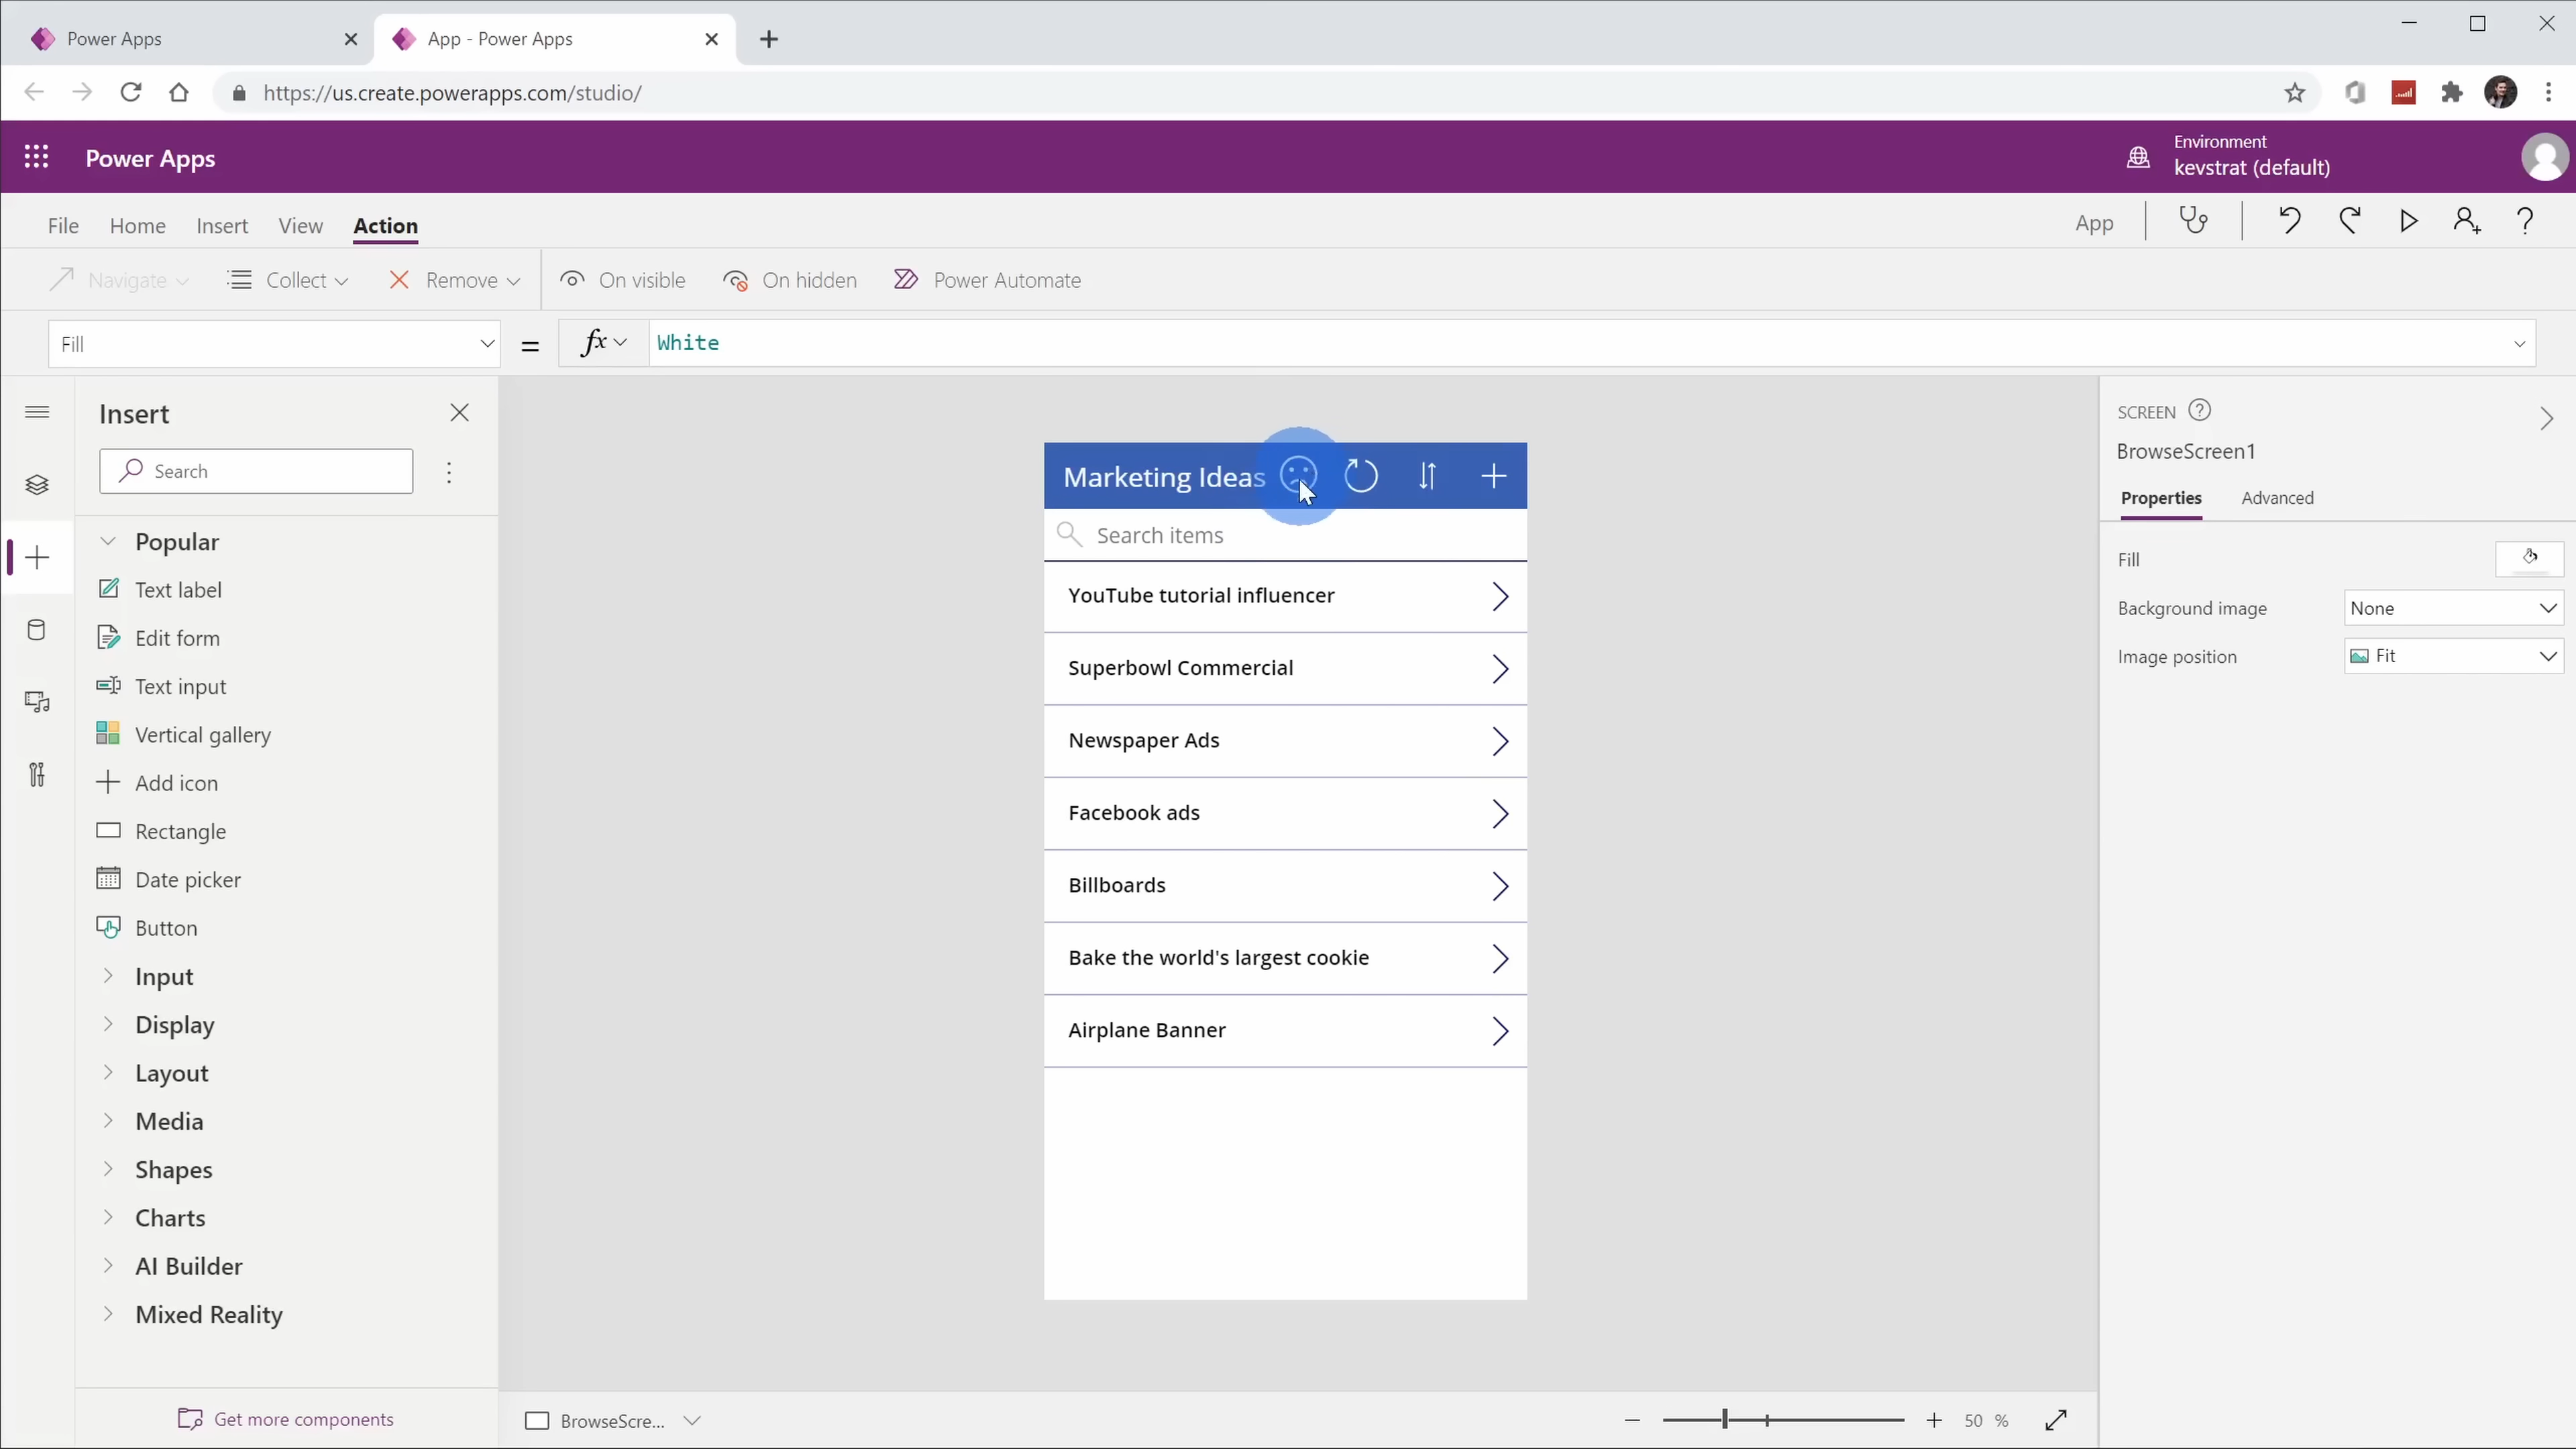 Power Apps
App - Power Apps
https://us.create.powerapps.com/studio/
Power Apps
Environment
kevstrat (default)
File Home Insert View Action
App
Navigate Collect Remove On visible On hidden Power Automate
Fill
=
fx
White
Insert
Search
Popular
Text label
Edit form
Text input
Vertical gallery
Add icon
Rectangle
Date picker
Button
Input
Display
Layout
Media
Shapes
Charts
AI Builder
Mixed Reality
Get more components
Marketing Ideas
Search items
YouTube tutorial influencer
Superbowl Commercial
Newspaper Ads
Facebook ads
Billboards
Bake the world's largest cookie
Airplane Banner
BrowseScre...
50 %
SCREEN
BrowseScreen1
Properties Advanced
Fill
Background image None
Image position Fit